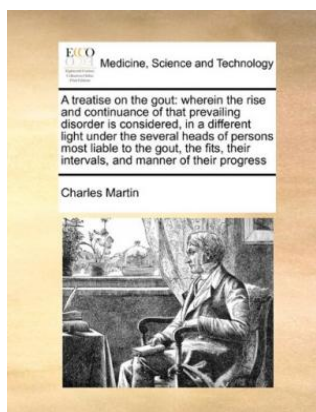 ECCO
Medicine, Science and Technology
A treatise on the gout: wherein the rise
and continuance of that prevailing
disorder is considered, in a different
light under the several heads of persons
most liable to the gout, the fits, their
intervals, and manner of their progress
Charles Martin